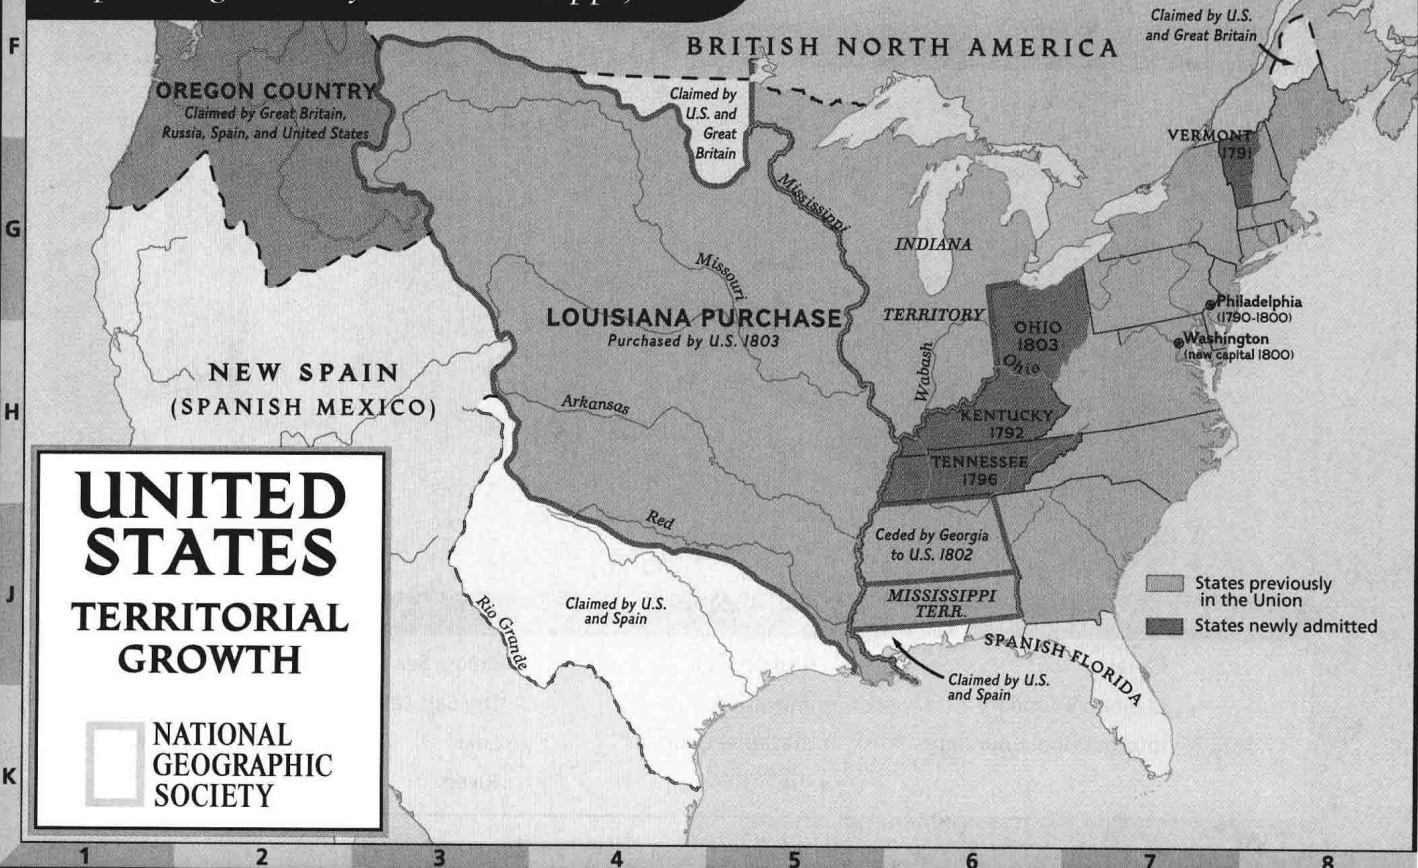 F
BRITISH NORTH AMERICA
Claimed by U.S.
and Great Britain
OREGON COUNTRY
Claimed by Great Britain,
Russia, Spain, and United States
Claimed by
U.S. and
Great
Britain
VERMONT
1791
Mississippi
G
INDIANA
TERRITORY
Missouri
LOUISIANA PURCHASE
Purchased by U.S. 1803
OHIO
1803
Ohio
Wabash
Philadelphia
(1790-1800)
Washington
(new capital 1800)
NEW SPAIN
(SPANISH MEXICO)
H
Arkansas
KENTUCKY
1792
TENNESSEE
1796
Red
Ceded by Georgia
to U.S. 1802
MISSISSIPPI
TERR.
J
Rio Grande
Claimed by U.S.
and Spain
SPANISH FLORIDA
Claimed by U.S.
and Spain
States previously
in the Union
States newly admitted
UNITED
STATES
TERRITORIAL
GROWTH
NATIONAL
GEOGRAPHIC
SOCIETY
K
1 2 3 4 5 6 7 8